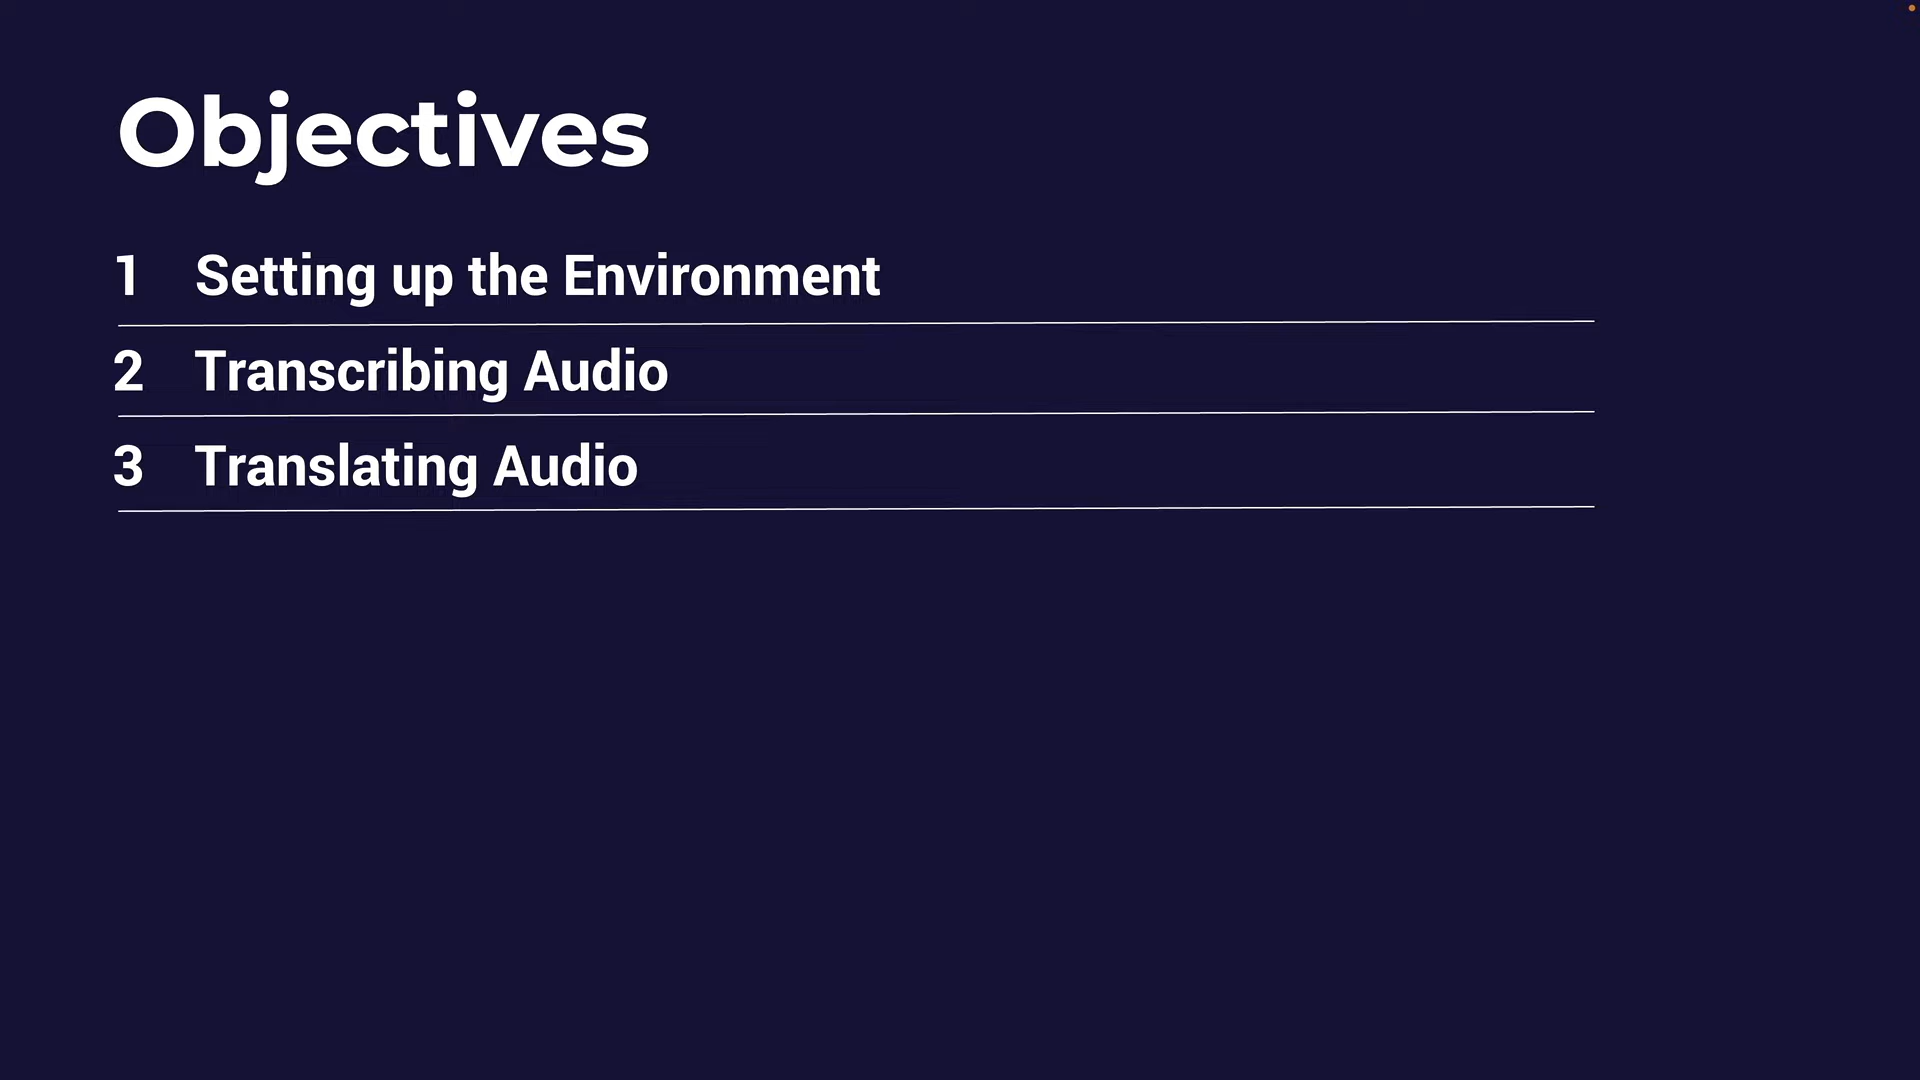 Objectives
1 Setting up the Environment
2 Transcribing Audio
3 Translating Audio